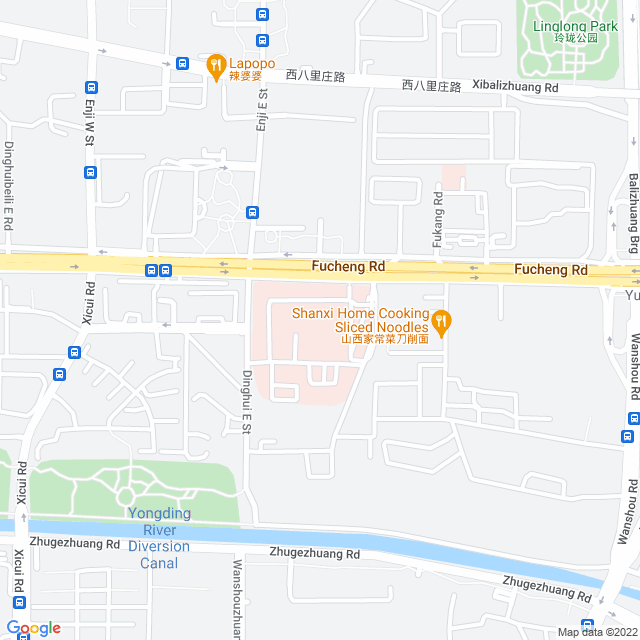 Linglong Park
玲珑公园
Lapopo
辣婆婆
西八里庄路
西八里庄路
Xibalizhuang Rd
Enji W St
Enji E St
Dinghuibeili E Rd
Balizhuang Brg
Fukang Rd
Fucheng Rd
Fucheng Rd
Yu
Xicui Rd
Shanxi Home Cooking
Sliced Noodles
山西家常菜刀削面
Wanshou Rd
Dinghui E St
Xicui Rd
Wanshou Rd
Yongding
River
Diversion
Canal
Zhugezhuang Rd
Zhugezhuang Rd
Zhugezhuang Rd
Xicui Rd
Wanshouzhuan
Google
Map data ©2022